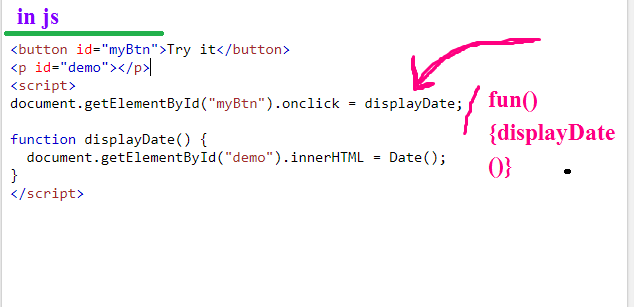 in js
<button id="myBtn">Try it</button>
<p id="demo"></p>
<script>
document.getElementById("myBtn").onclick = displayDate;
fun()
{displayDate
()}
function displayDate() {
  document.getElementById("demo").innerHTML = Date();
}
</script>